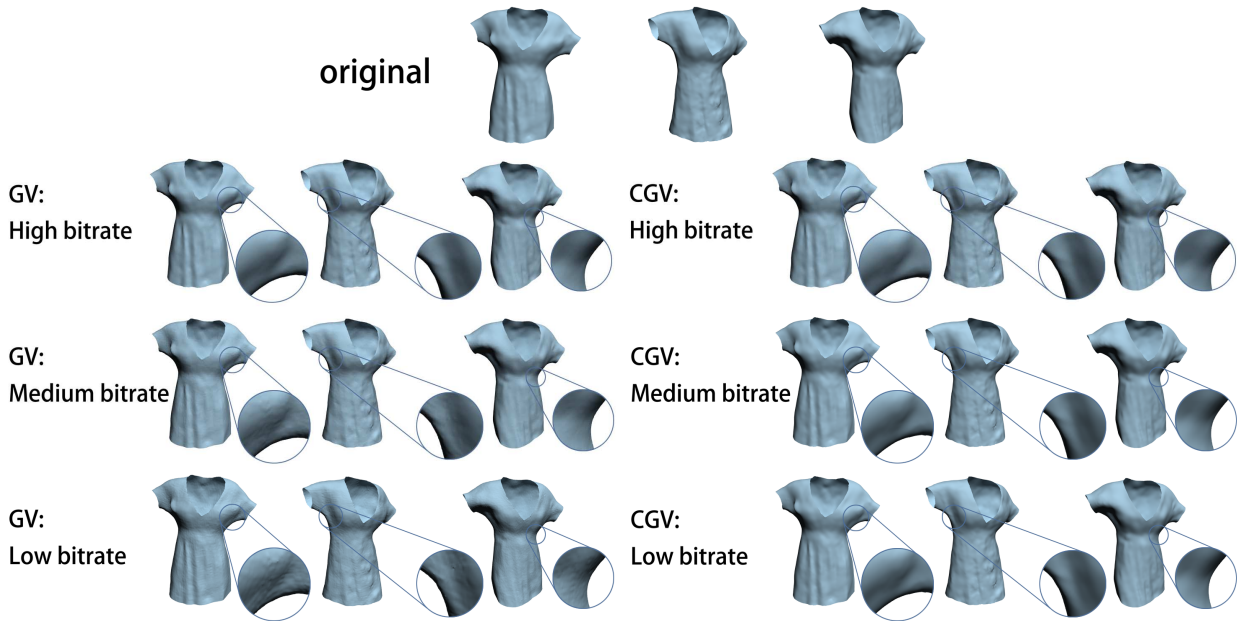 original
GV:
High bitrate
CGV:
High bitrate
GV:
Medium bitrate
CGV:
Medium bitrate
GV:
Low bitrate
CGV:
Low bitrate